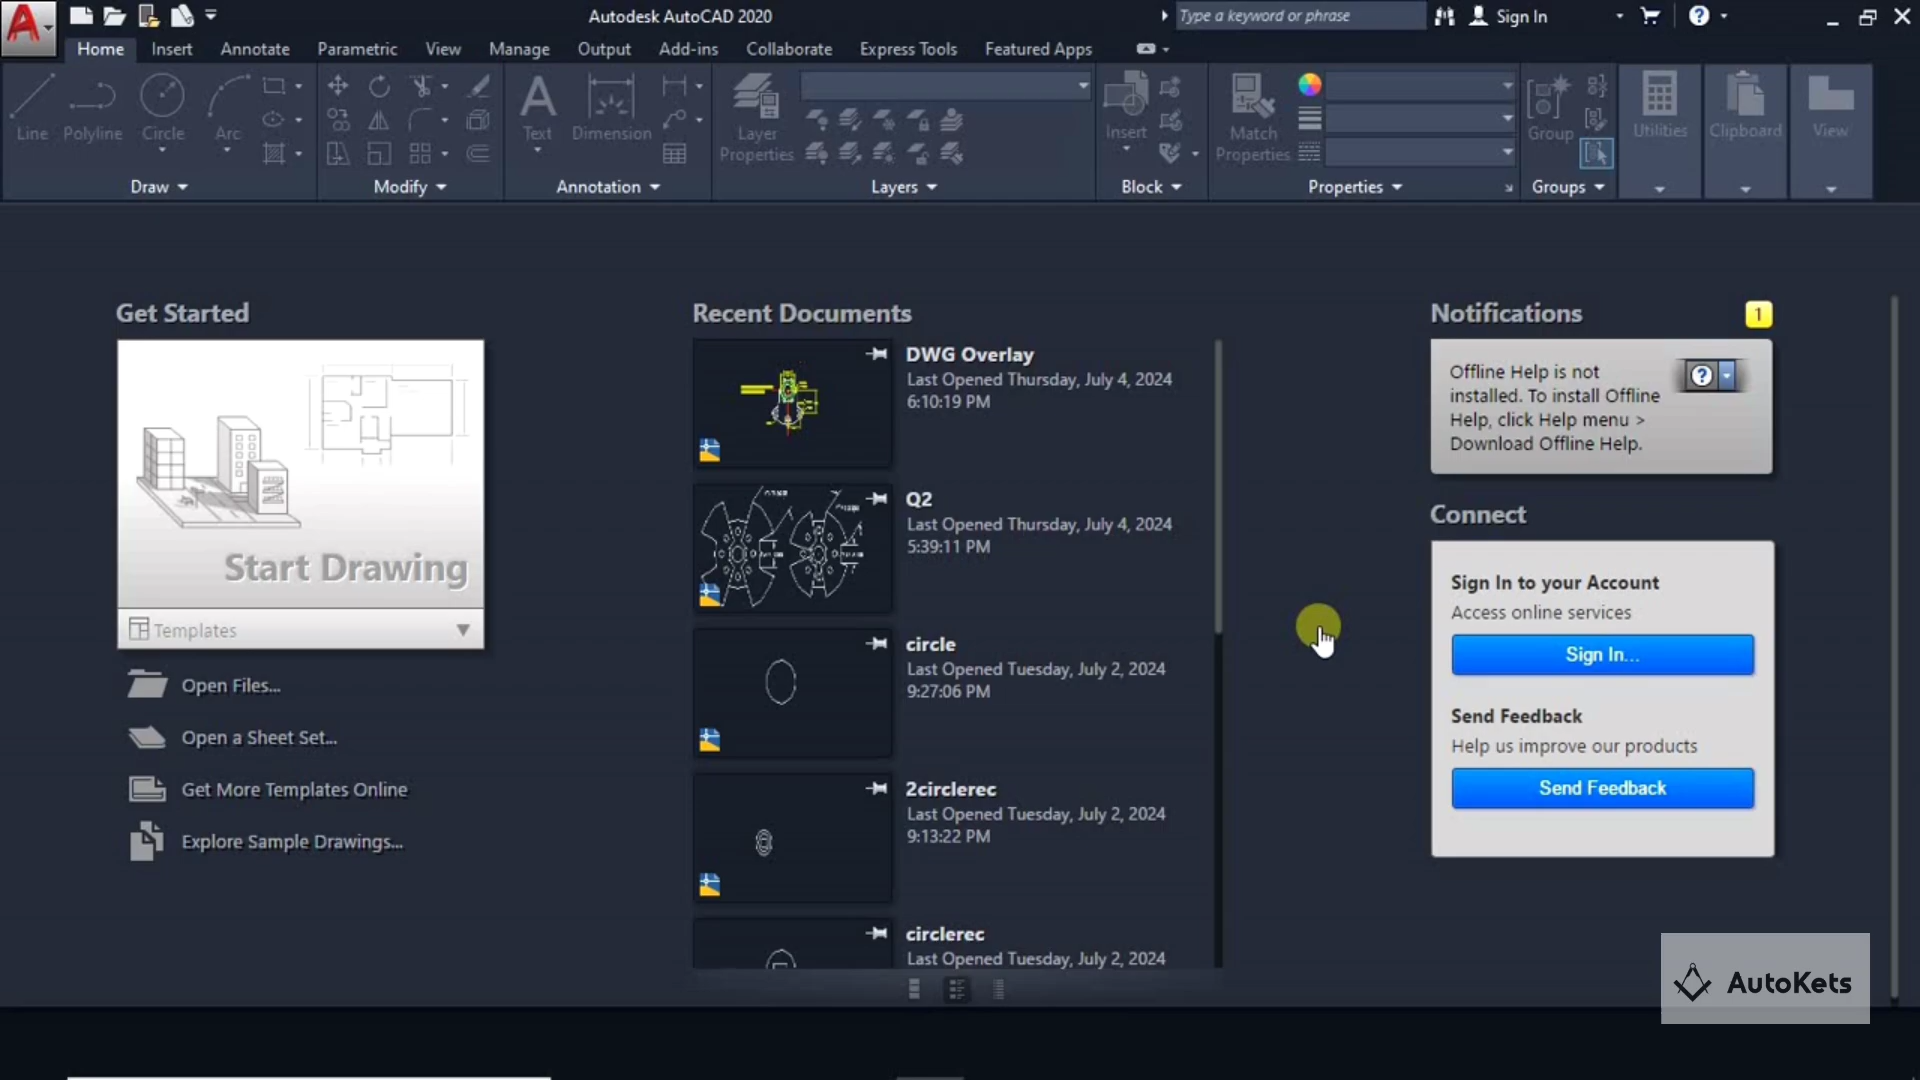 Autodesk AutoCAD 2020
Type a keyword or phrase
Sign In
Home
Insert
Annotate
Parametric
View
Manage
Output
Add-ins
Collaborate
Express Tools
Featured Apps
Line
Polyline
Circle
Arc
Text
Dimension
Layer
Properties
Insert
Match
Properties
Group
Utilities
Clipboard
View
Draw
Modify
Annotation
Layers
Block
Properties
Groups
Get Started
Start Drawing
Templates
Open Files...
Open a Sheet Set...
Get More Templates Online
Explore Sample Drawings...
Recent Documents
DWG Overlay
Last Opened Thursday, July 4, 2024
6:10:19 PM
Q2
Last Opened Thursday, July 4, 2024
5:39:11 PM
circle
Last Opened Tuesday, July 2, 2024
9:27:06 PM
2circlerec
Last Opened Tuesday, July 2, 2024
9:13:22 PM
circlerec
Last Opened Tuesday, July 2, 2024
Notifications
1
Offline Help is not
installed. To install Offline
Help, click Help menu >
Download Offline Help.
Connect
Sign In to your Account
Access online services
Sign In...
Send Feedback
Help us improve our products
Send Feedback
AutoKets